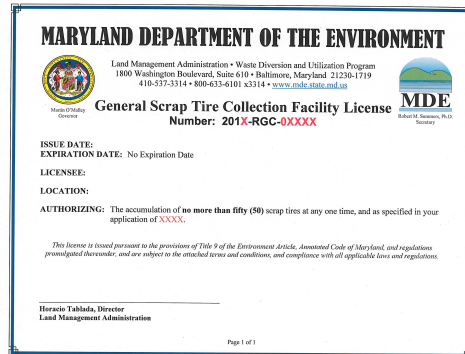 MARYLAND DEPARTMENT OF THE ENVIRONMENT
Land Management Administration • Waste Diversion and Utilization Program
1800 Washington Boulevard, Suite 610 • Baltimore, Maryland 21230-1719
410-537-3314 • 800-633-6101 x3314 • www.mde.state.md.us
Martin O'Malley
Governor
General Scrap Tire Collection Facility License
Number: 201X-RGC-0XXXX
MDE
Robert M. Summers, Ph.D.
Secretary
ISSUE DATE:
EXPIRATION DATE: No Expiration Date
LICENSEE:
LOCATION:
AUTHORIZING: The accumulation of no more than fifty (50) scrap tires at any one time, and as specified in your
application of XXXX.
This license is issued pursuant to the provisions of Title 9 of the Environment Article, Annotated Code of Maryland, and regulations
promulgated thereunder, and are subject to the attached terms and conditions, and compliance with all applicable laws and regulations.
Horacio Tablada, Director
Land Management Administration
Page 1 of 1